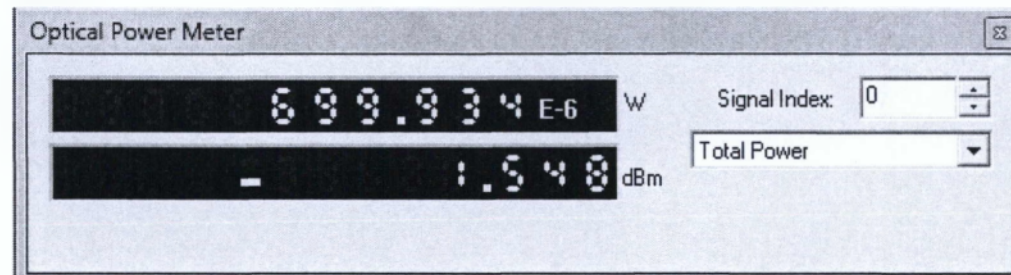 Optical Power Meter
699.934 E-6 W
Signal Index: 0
Total Power
- 1.548 dBm